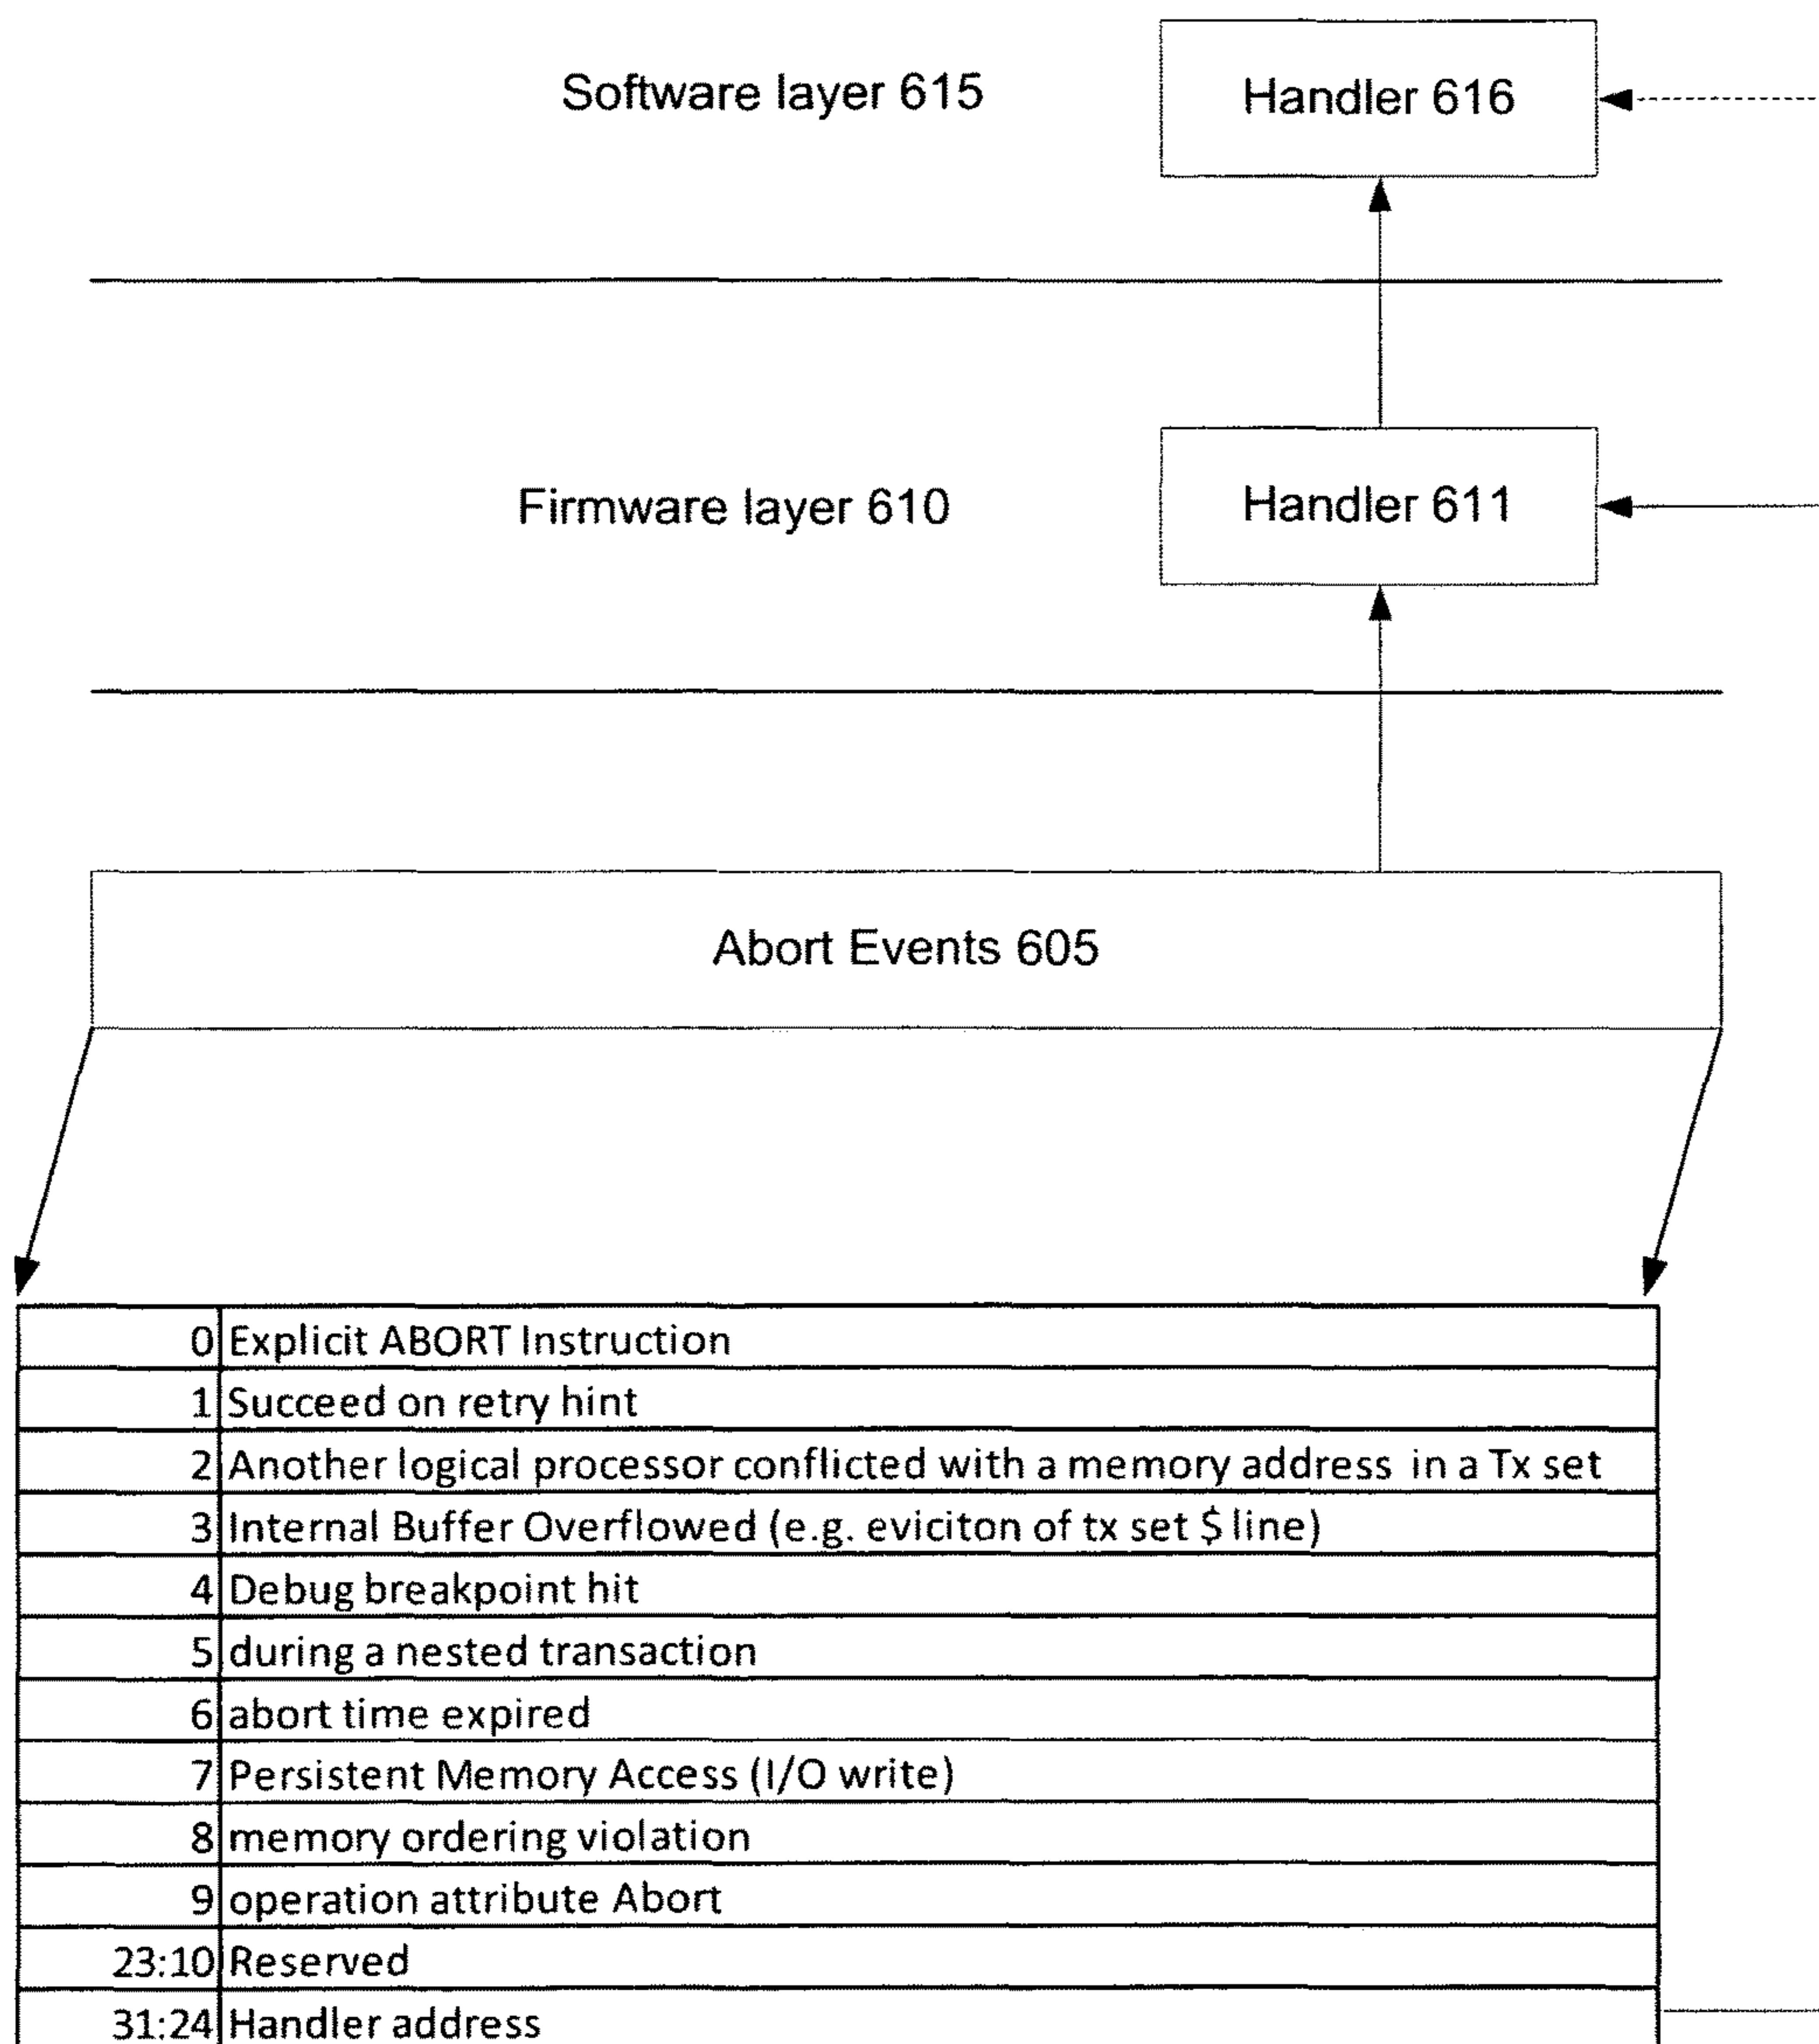 Software layer 615
Handler 616
Firmware layer 610
Handler 611
Abort Events 605
0 Explicit ABORT Instruction
1 Succeed on retry hint
2 Another logical processor conflicted with a memory address in a Tx set
3 Internal Buffer Overflowed (e.g. eviciton of tx set $ line)
4 Debug breakpoint hit
5 during a nested transaction
6 abort time expired
7 Persistent Memory Access (I/O write)
8 memory ordering violation
9 operation attribute Abort
23:10 Reserved
31:24 Handler address